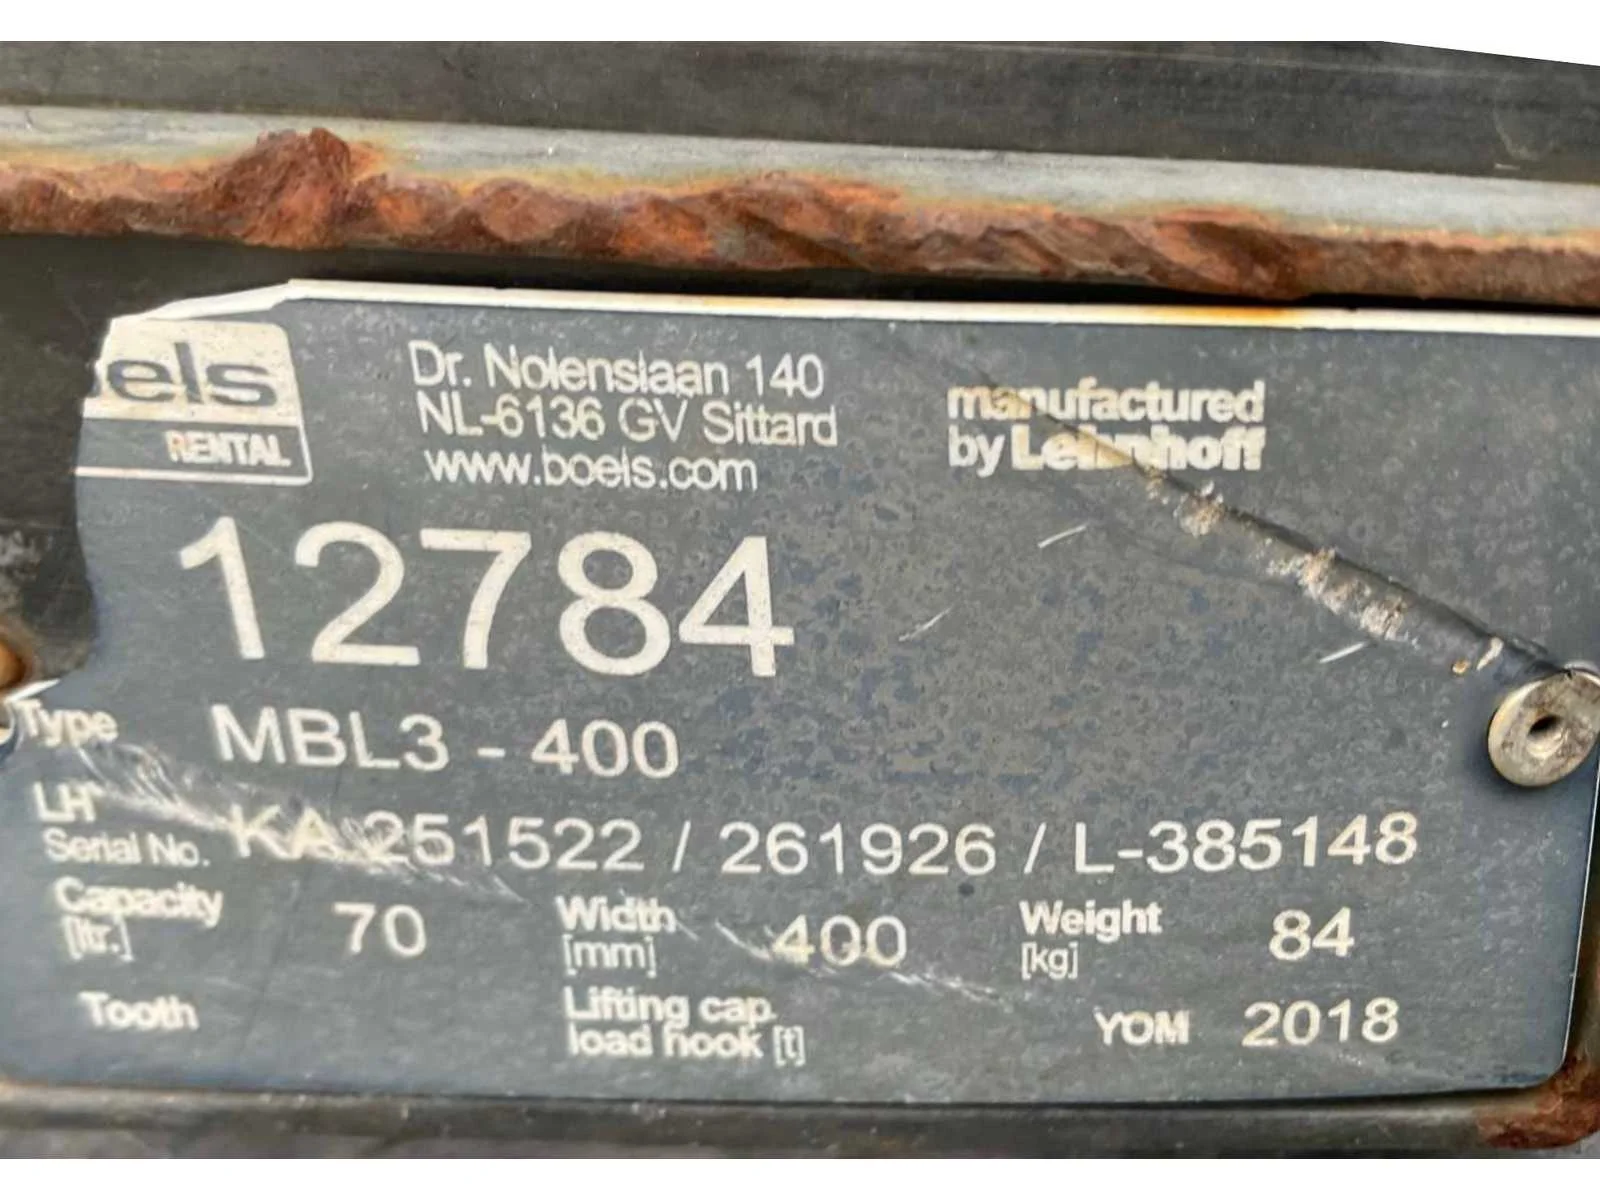 oels
RENTAL
Dr. Nolenslaan 140
NL-6136 GV Sittard
www.boels.com
manufactured
by Lehnhoff
12784
Type MBL3 - 400
LH
Serial No. KA 251522 / 261926 / L-385148
Capacity [ltr.] 70
Width [mm] 400
Weight [kg] 84
Tooth
Lifting cap.
load hook [t]
YOM 2018